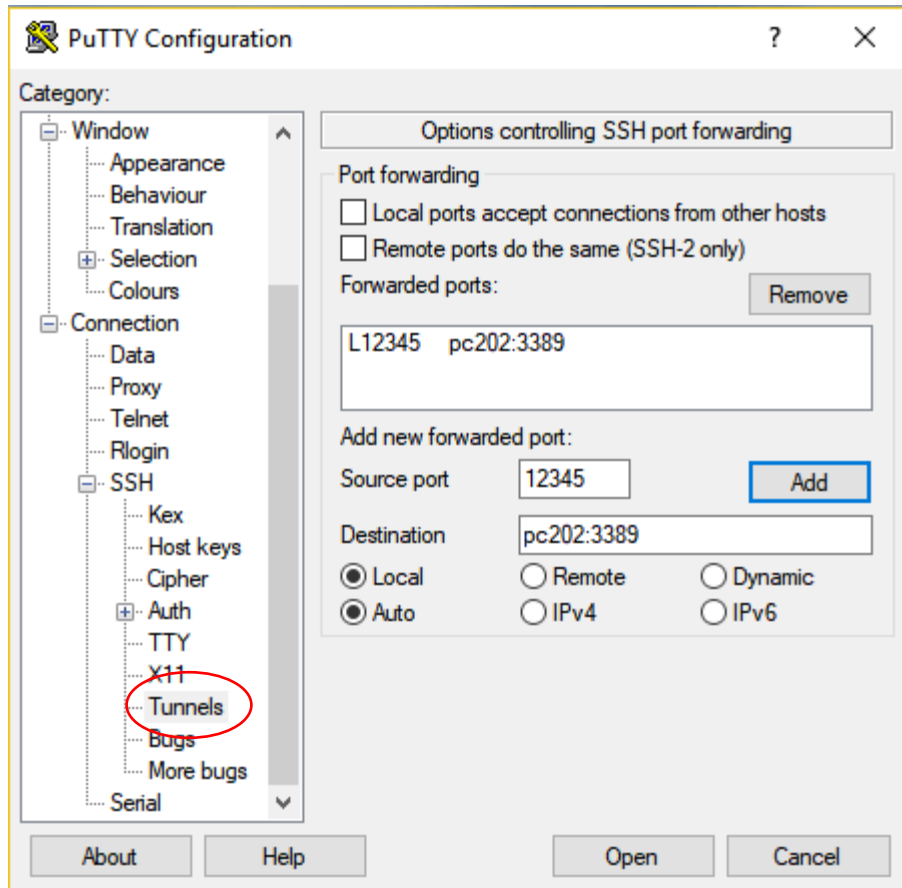 PuTTY Configuration
?
Category:
Window
Appearance
Behaviour
Translation
Selection
Colours
Connection
Data
Proxy
Telnet
Rlogin
SSH
Kex
Host keys
Cipher
Auth
TTY
X11
Tunnels
Bugs
More bugs
Serial
Options controlling SSH port forwarding
Port forwarding
Local ports accept connections from other hosts
Remote ports do the same (SSH-2 only)
Forwarded ports:
Remove
L12345 pc202:3389
Add new forwarded port:
Source port 12345 Add
Destination pc202:3389
Local Remote Dynamic
Auto IPv4 IPv6
About Help Open Cancel